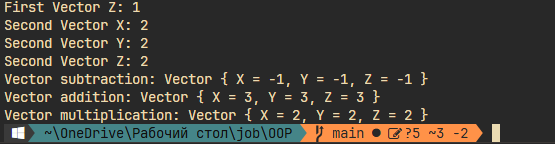 First Vector Z: 1
Second Vector X: 2
Second Vector Y: 2
Second Vector Z: 2
Vector subtraction: Vector { X = -1, Y = -1, Z = -1 }
Vector addition: Vector { X = 3, Y = 3, Z = 3 }
Vector multiplication: Vector { X = 2, Y = 2, Z = 2 }
~\OneDrive\Рабочий стол\job\OOP main ● ?5 ~3 -2